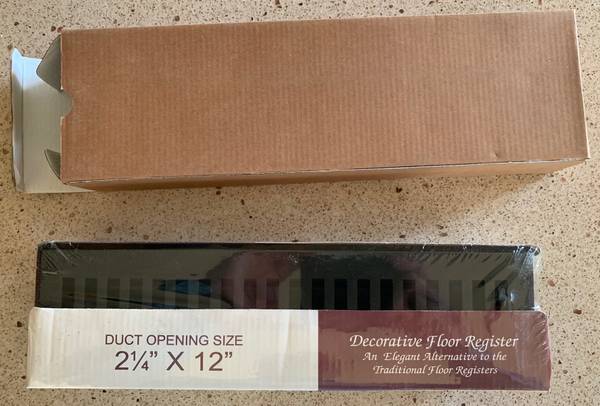 DUCT OPENING SIZE
2¼” X 12”
Decorative Floor Register
An Elegant Alternative to the
Traditional Floor Registers